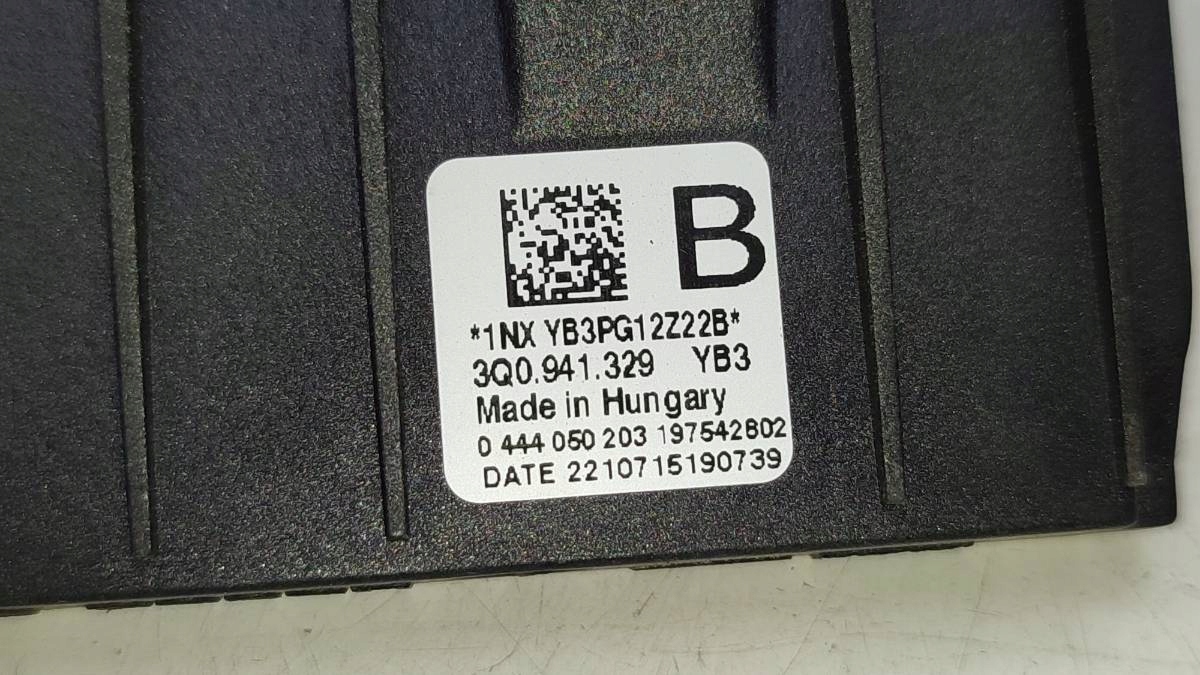 B
*1NX YB3PG12Z22B*
3Q0.941.329 YB3
Made in Hungary
0 444 050 203 197542802
DATE 2210715190739